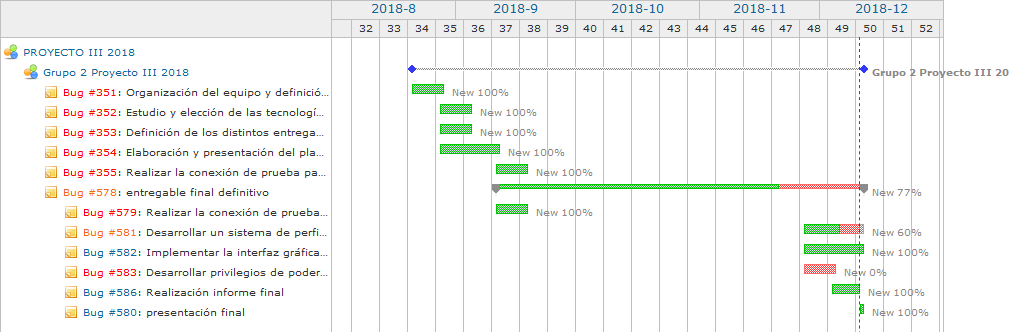 2018-8 2018-9 2018-10 2018-11 2018-12
32 33 34 35 36 37 38 39 40 41 42 43 44 45 46 47 48 49 50 51 52
PROYECTO III 2018
Grupo 2 Proyecto III 2018 Grupo 2 Proyecto III 20
Bug #351: Organización del equipo y definició... New 100%
Bug #352: Estudio y elección de las tecnologí... New 100%
Bug #353: Definición de los distintos entrega... New 100%
Bug #354: Elaboración y presentación del pla... New 100%
Bug #355: Realizar la conexión de prueba pa... New 100%
Bug #578: entregable final definitivo New 77%
Bug #579: Realizar la conexión de prueba... New 100%
Bug #581: Desarrollar un sistema de perfi... New 60%
Bug #582: Implementar la interfaz gráfica... New 100%
Bug #583: Desarrollar privilegios de poder... New 0%
Bug #586: Realización informe final New 100%
Bug #580: presentación final New 100%